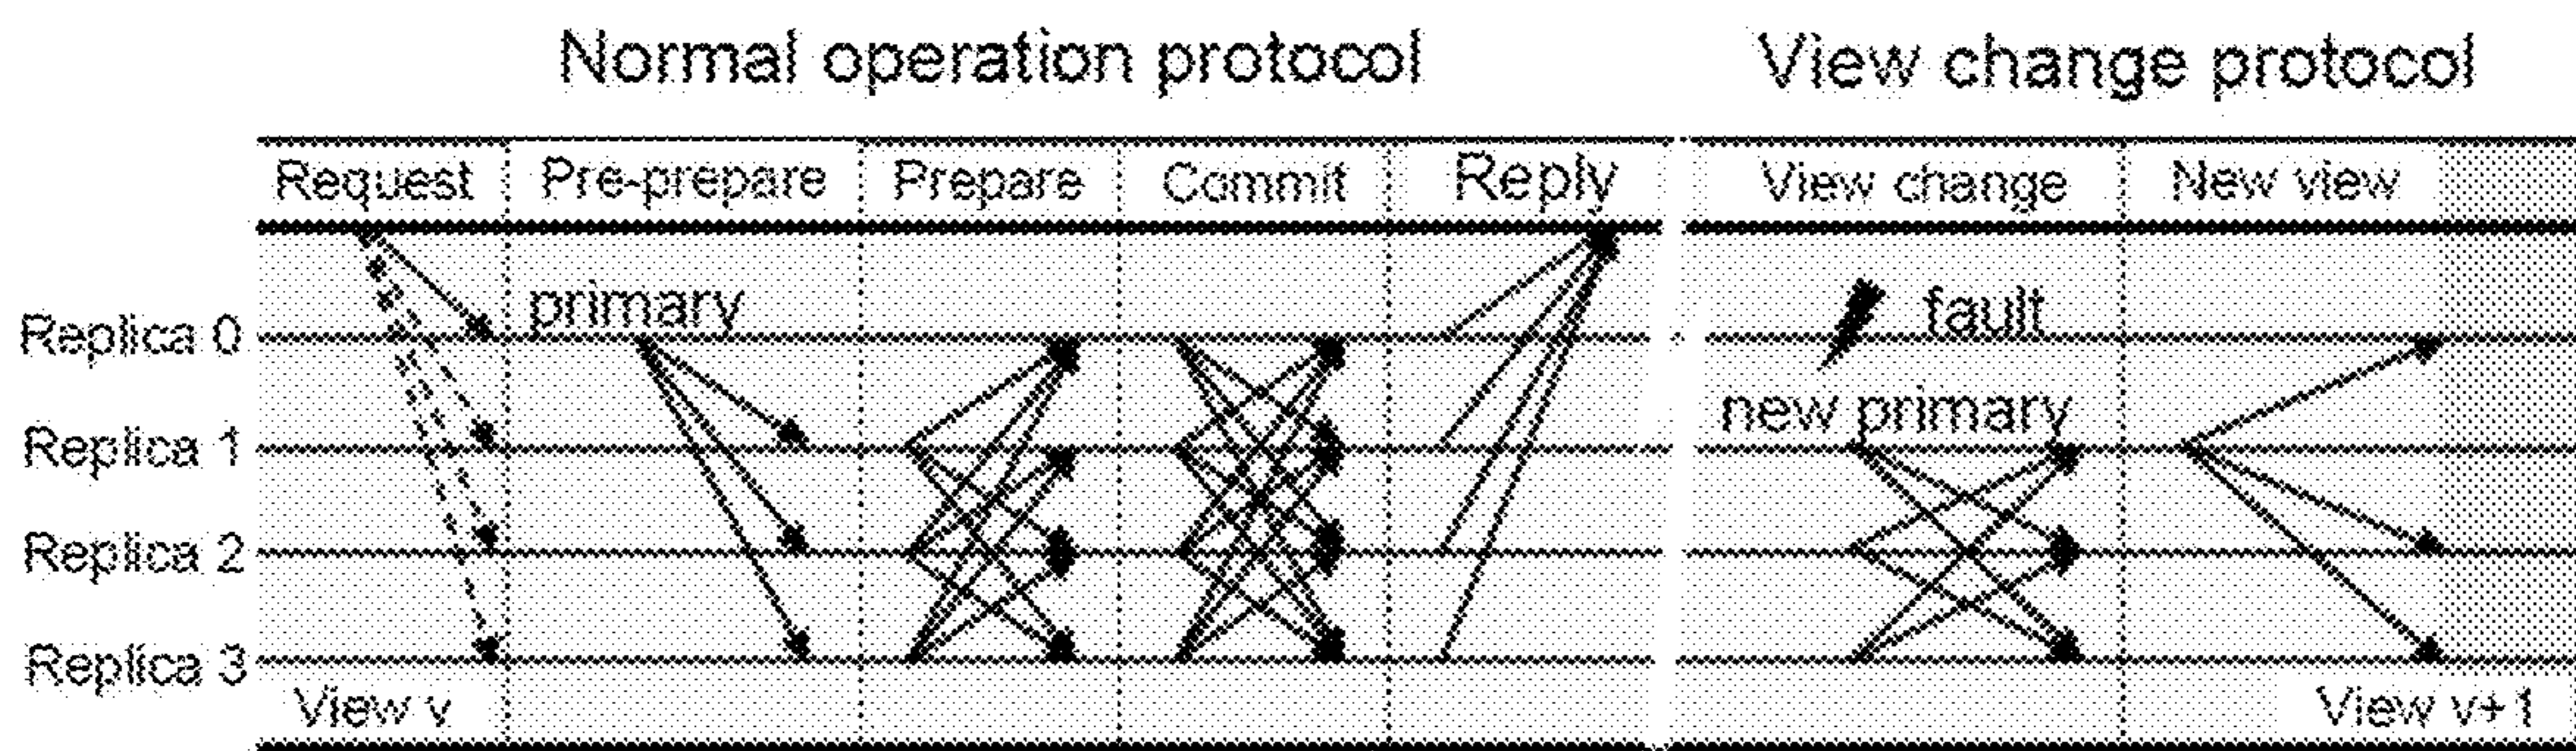 Normal operation protocol
View change protocol
Request Pre-prepare Prepare Commit Reply View change New view
primary
fault
Replica 0
new primary
Replica 1
Replica 2
Replica 3
View v
View v+1